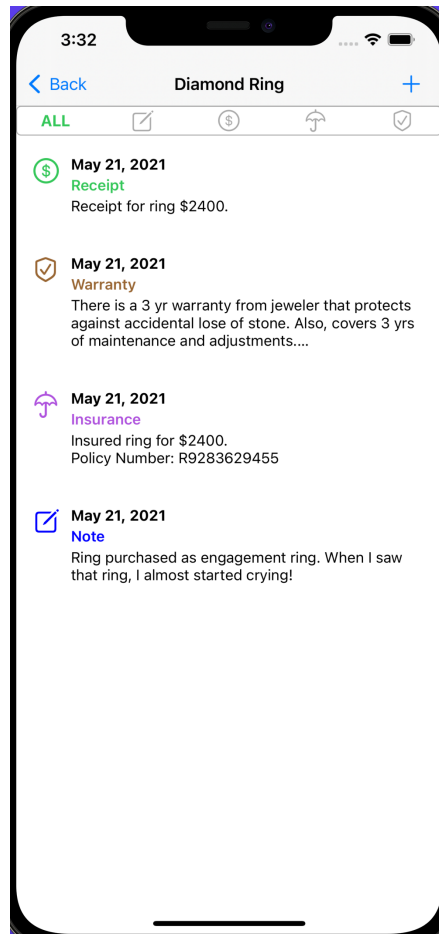 3:32
Back
Diamond Ring
ALL
May 21, 2021
Receipt
Receipt for ring $2400.
May 21, 2021
Warranty
There is a 3 yr warranty from jeweler that protects
against accidental lose of stone. Also, covers 3 yrs
of maintenance and adjustments....
May 21, 2021
Insurance
Insured ring for $2400.
Policy Number: R9283629455
May 21, 2021
Note
Ring purchased as engagement ring. When I saw
that ring, I almost started crying!